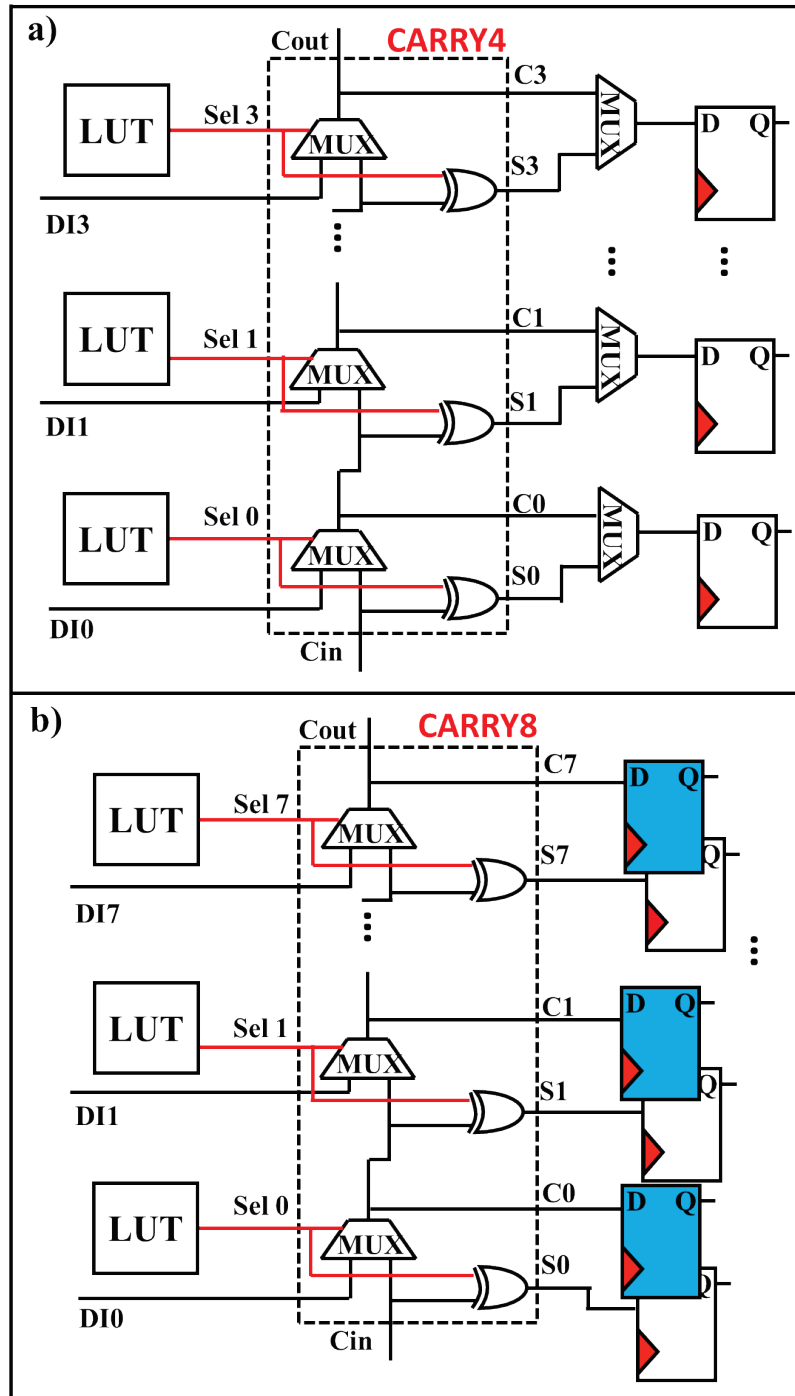 a)
Cout
CARRY4
LUT
Sel 3
MUX
C3
S3
MUX
D Q
DI3
LUT
Sel 1
MUX
C1
S1
MUX
D Q
DI1
LUT
Sel 0
MUX
C0
S0
MUX
D Q
DI0
Cin
b)
Cout
CARRY8
LUT
Sel 7
MUX
C7
S7
D Q
Q
DI7
LUT
Sel 1
MUX
C1
S1
D Q
Q
DI1
LUT
Sel 0
MUX
C0
S0
D Q
Q
DI0
Cin